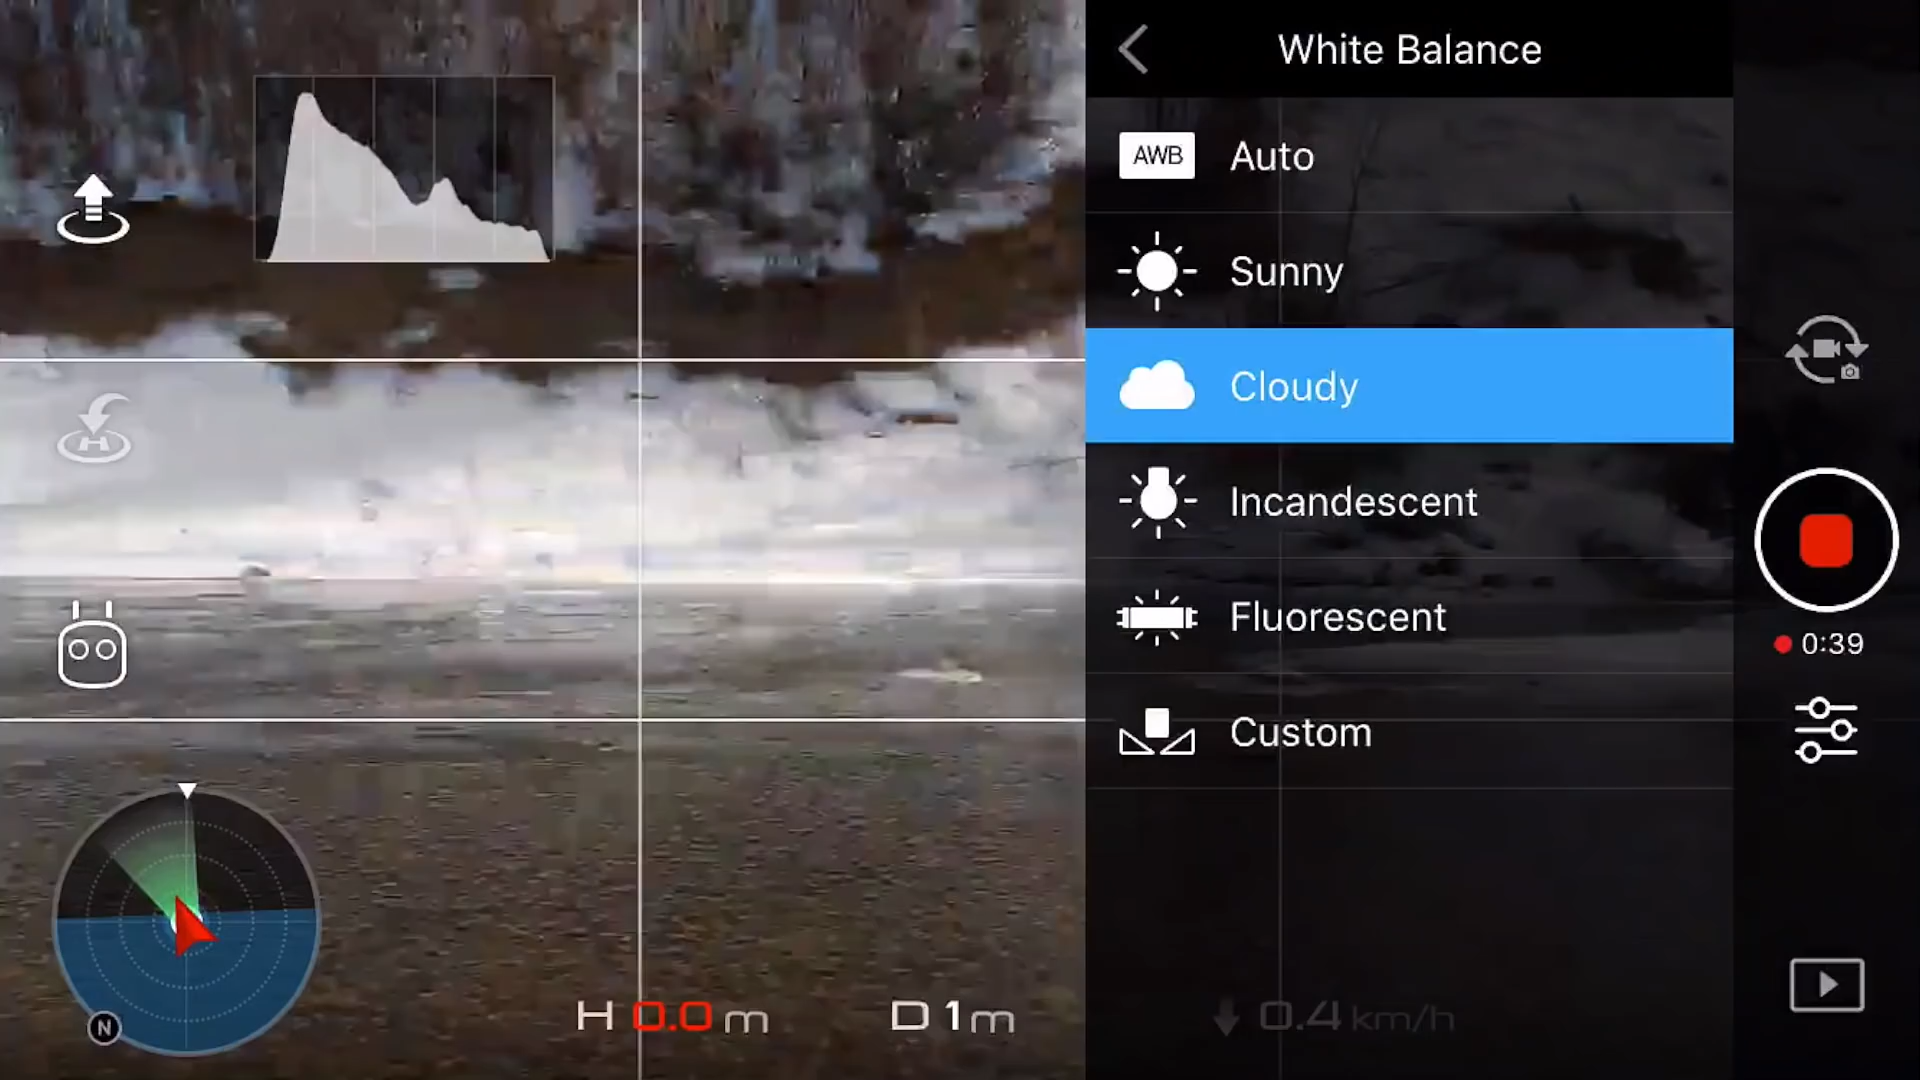 White Balance
AWB Auto
Sunny
Cloudy
Incandescent
Fluorescent
Custom
0:39
H
N
H 0.0 m D 1m 0.4 km/h